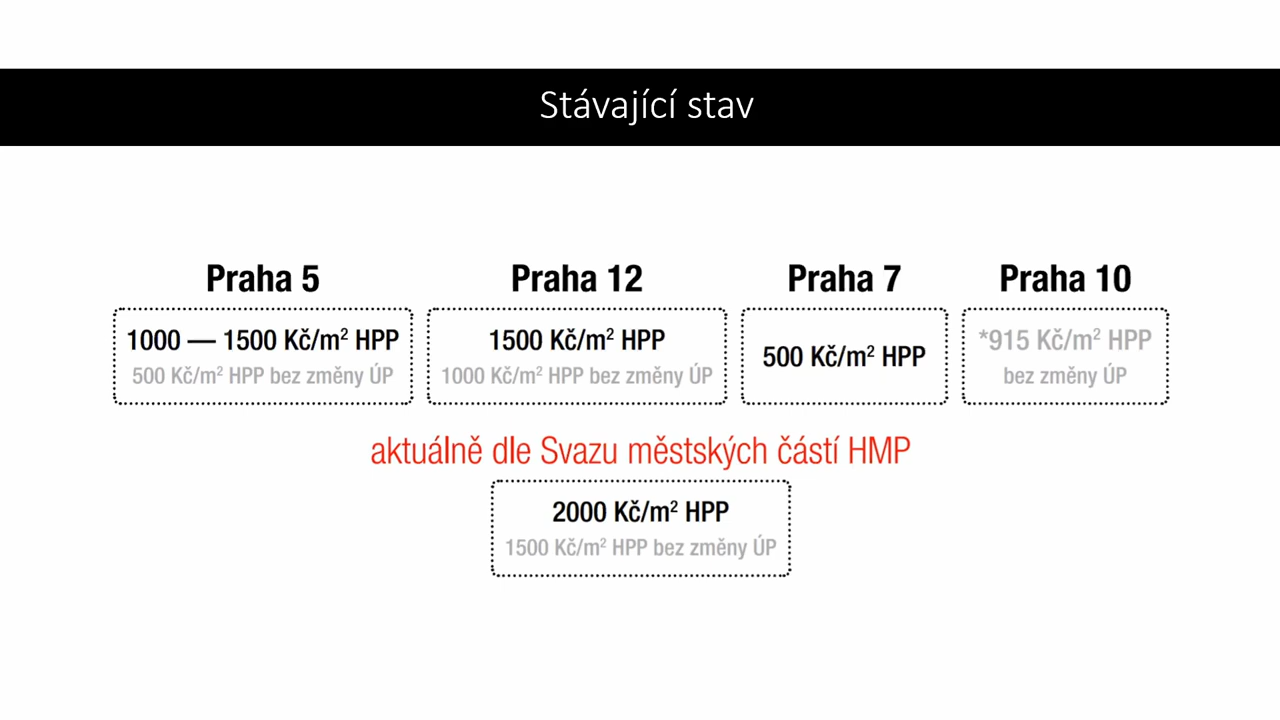 Stávající stav
Praha 5
1000 — 1500 Kč/m² HPP
500 Kč/m² HPP bez změny ÚP
Praha 12
1500 Kč/m² HPP
1000 Kč/m² HPP bez změny ÚP
Praha 7
500 Kč/m² HPP
Praha 10
*915 Kč/m² HPP
bez změny ÚP
aktuálně dle Svazu městských částí HMP
2000 Kč/m² HPP
1500 Kč/m² HPP bez změny ÚP